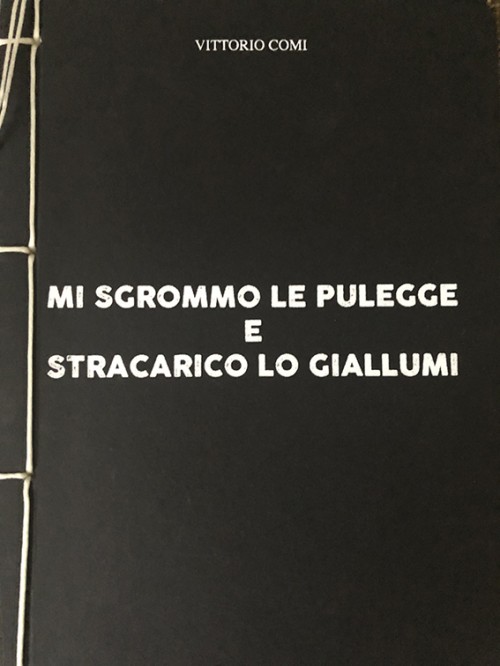 VITTORIO COMI
MI SGROMMO LE PULEGGE
E
STRACARICO LO GIALLUMI